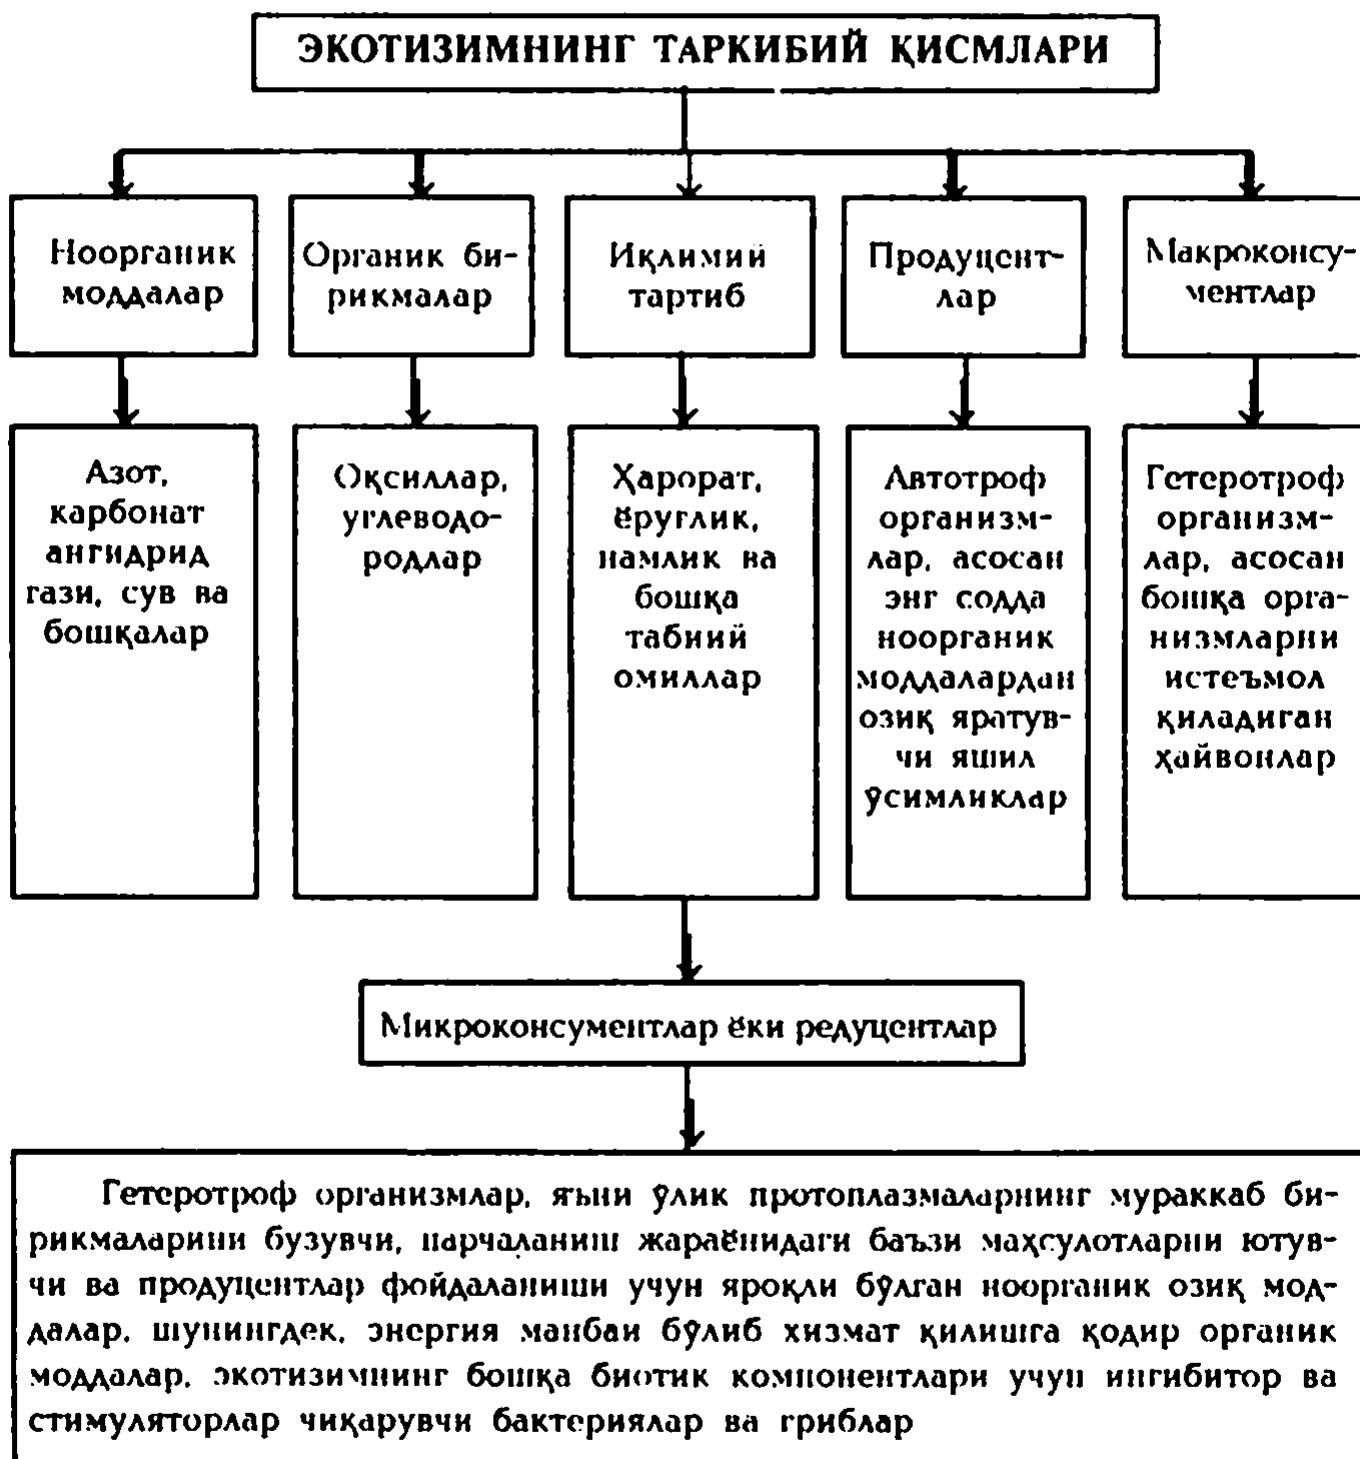 ЭКОТИЗИМНИНГ ТАРКИБИЙ ҚИСМЛАРИ
Ноорганик
моддалар
Органик би-
рикмалар
Иқлимий
тартиб
Продуцент-
лар
Макроконсу-
ментлар
Азот,
карбонат
ангидрид
гази, сув ва
бошқалар
Оқсиллар,
углеводо-
родлар
Ҳарорат,
ёруглик,
намлик ва
бошқа
табиий
омиллар
Автотроф
организм-
лар, асосан
энг содда
ноорганик
моддалардан
озиқ яратув-
чи яшил
ўсимликлар
Гетеротроф
организм-
лар, асосан
бошқа орга-
низмларни
истеъмол
қиладиган
ҳайвонлар
Микроконсументлар ёки редуцентлар
Гетеротроф организмлар, яъни ўлик протоплазмаларнинг мураккаб би-
рикмаларини бузувчи, парчаланиш жараёнидаги баъзи маҳсулотларни ютув-
чи ва продуцентлар фойдаланиши учун яроқли бўлган ноорганик озиқ мод-
далар, шунингдек, энергия манбаи бўлиб хизмат қилишга қодир органик
моддалар, экотизимнинг бошқа биотик компонентлари учун ингибитор ва
стимуляторлар чиқарувчи бактериялар ва гриблар